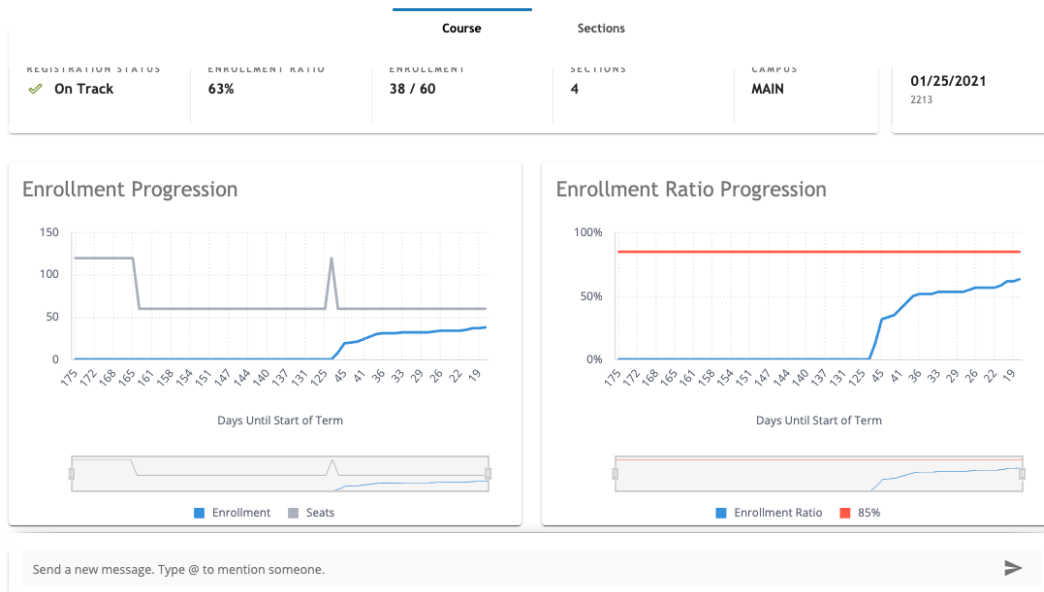 Course Sections
REGISTRATION STATUS ENROLLMENT RATIO ENROLLMENT SECTIONS CAMPUS
On Track 63% 38 / 60 4 MAIN 01/25/2021
2213
Enrollment Progression
150
100
50
0
175 172 168 165 161 158 154 151 147 144 140 137 131 125 45 41 36 33 29 26 22 19
Days Until Start of Term
Enrollment Seats
Enrollment Ratio Progression
100%
50%
0%
175 172 168 165 161 158 154 151 147 144 140 137 131 125 45 41 36 33 29 26 22 19
Days Until Start of Term
Enrollment Ratio 85%
Send a new message. Type @ to mention someone.